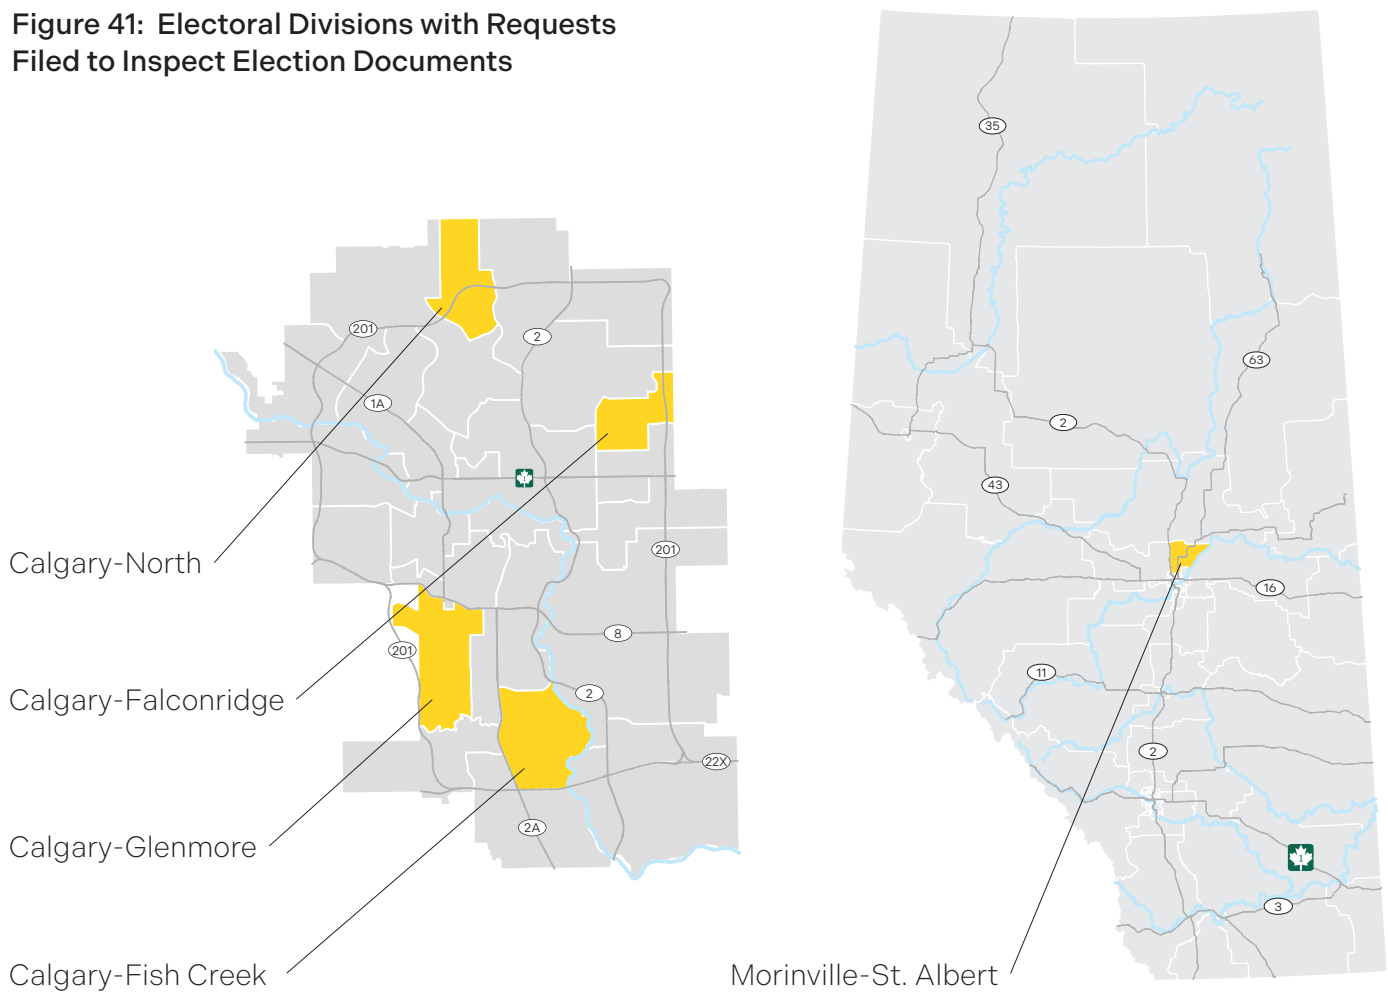 Figure 41: Electoral Divisions with Requests
Filed to Inspect Election Documents
201
2
1A
1
201
8
201
2
22X
2A
Calgary-North
Calgary-Falconridge
Calgary-Glenmore
Calgary-Fish Creek
35
63
2
43
16
11
2
1
3
Morinville-St. Albert